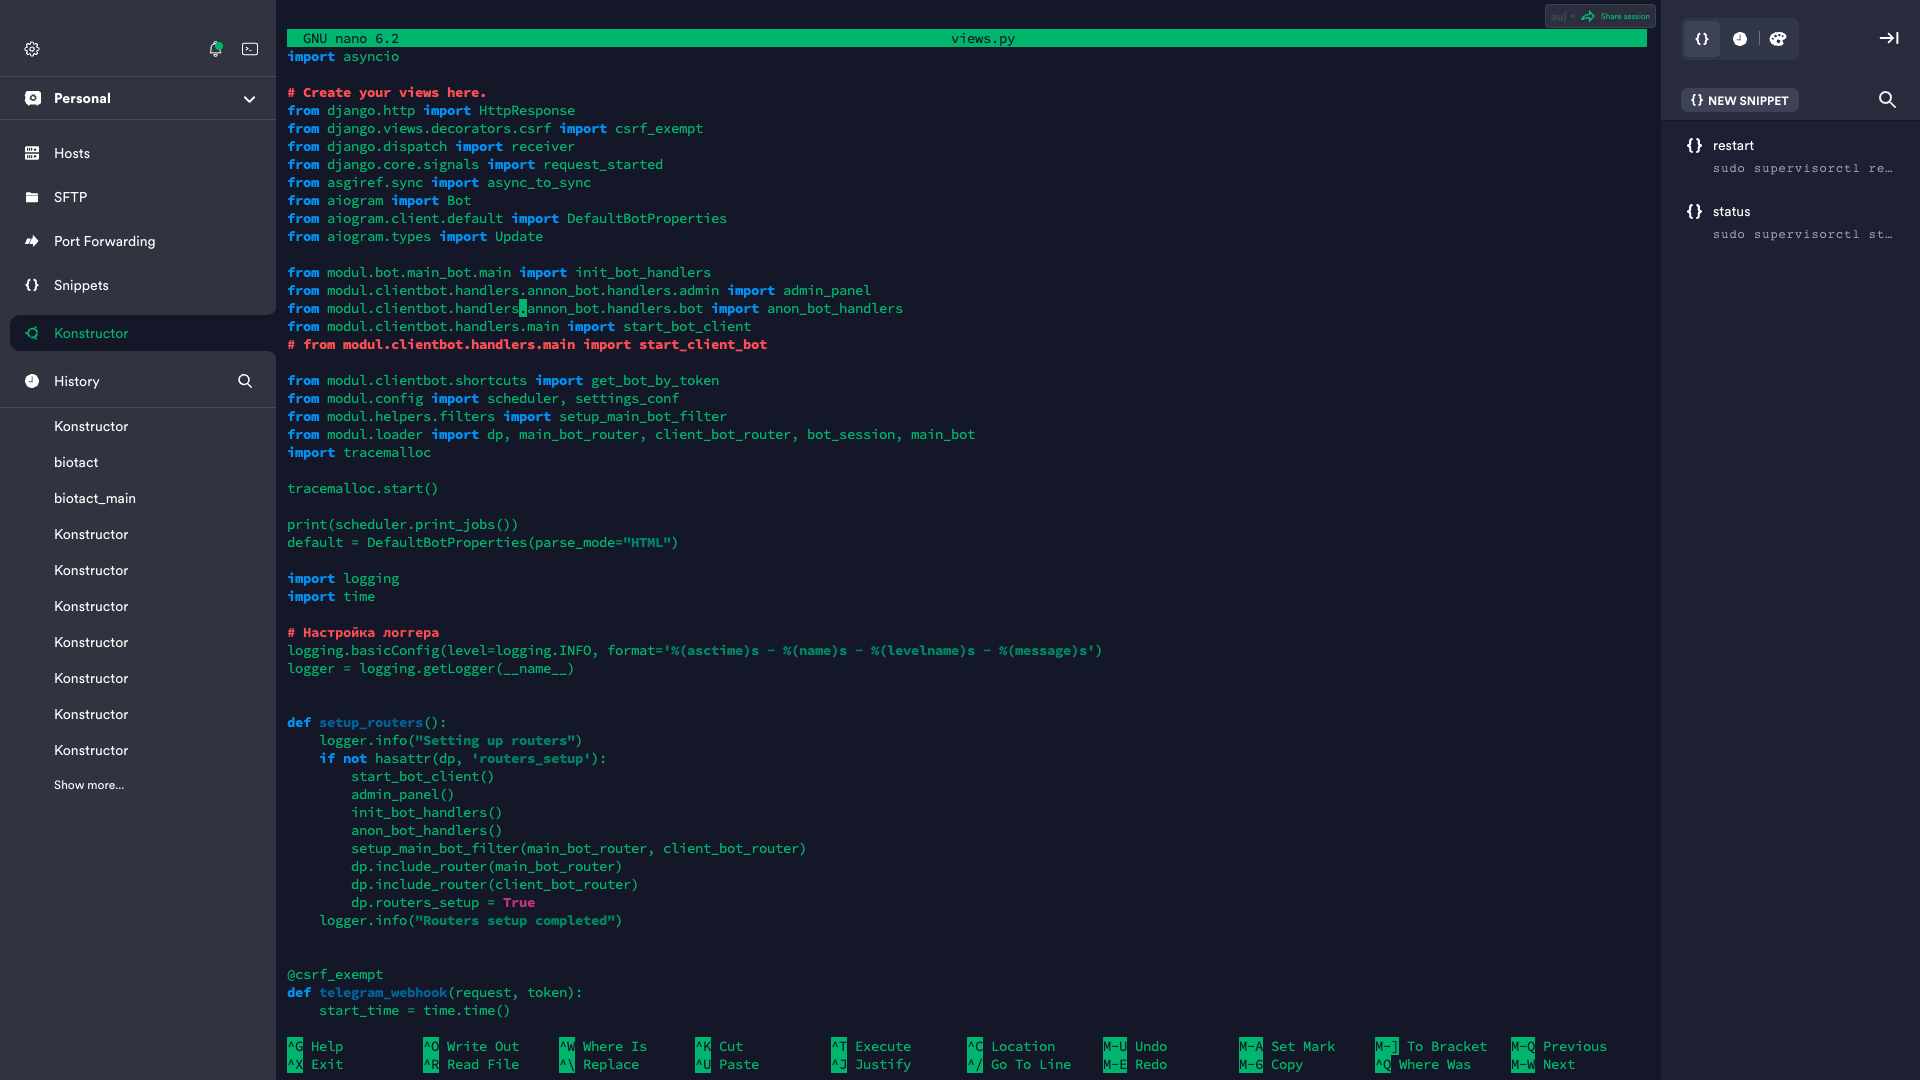 Personal
Hosts
SFTP
Port Forwarding
Snippets
Konstructor
History
Konstructor
biotact
biotact_main
Konstructor
Konstructor
Konstructor
Konstructor
Konstructor
Konstructor
Konstructor
Show more...
Share session
GNU nano 6.2 views.py
import asyncio
# Create your views here.
from django.http import HttpResponse
from django.views.decorators.csrf import csrf_exempt
from django.dispatch import receiver
from django.core.signals import request_started
from asgiref.sync import async_to_sync
from aiogram import Bot
from aiogram.client.default import DefaultBotProperties
from aiogram.types import Update
from modul.bot.main_bot.main import init_bot_handlers
from modul.clientbot.handlers.annon_bot.handlers.admin import admin_panel
from modul.clientbot.handlers.annon_bot.handlers.bot import anon_bot_handlers
from modul.clientbot.handlers.main import start_bot_client
# from modul.clientbot.handlers.main import start_client_bot
from modul.clientbot.shortcuts import get_bot_by_token
from modul.config import scheduler, settings_conf
from modul.helpers.filters import setup_main_bot_filter
from modul.loader import dp, main_bot_router, client_bot_router, bot_session, main_bot
import tracemalloc
tracemalloc.start()
print(scheduler.print_jobs())
default = DefaultBotProperties(parse_mode="HTML")
import logging
import time
# Настройка логгера
logging.basicConfig(level=logging.INFO, format='%(asctime)s - %(name)s - %(levelname)s - %(message)s')
logger = logging.getLogger(__name__)
def setup_routers():
    logger.info("Setting up routers")
    if not hasattr(dp, 'routers_setup'):
        start_bot_client()
        admin_panel()
        init_bot_handlers()
        anon_bot_handlers()
        setup_main_bot_filter(main_bot_router, client_bot_router)
        dp.include_router(main_bot_router)
        dp.include_router(client_bot_router)
        dp.routers_setup = True
    logger.info("Routers setup completed")
@csrf_exempt
def telegram_webhook(request, token):
    start_time = time.time()
^G Help ^O Write Out ^W Where Is ^K Cut ^T Execute ^C Location M-U Undo M-A Set Mark M-] To Bracket M-Q Previous
^X Exit ^R Read File ^\ Replace ^U Paste ^J Justify ^/ Go To Line M-E Redo M-6 Copy ^Q Where Was M-W Next
{} NEW SNIPPET
{} restart
sudo supervisorctl re…
{} status
sudo supervisorctl st…